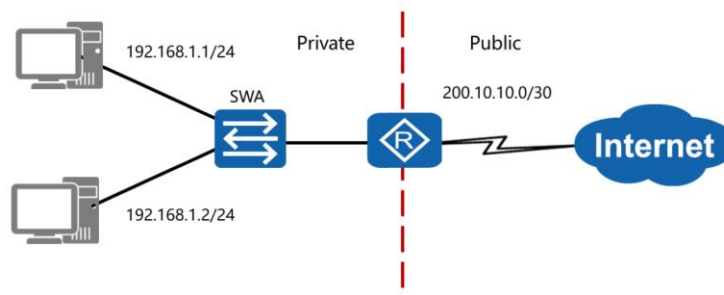 192.168.1.1/24
Private
Public
SWA
200.10.10.0/30
R
Internet
192.168.1.2/24